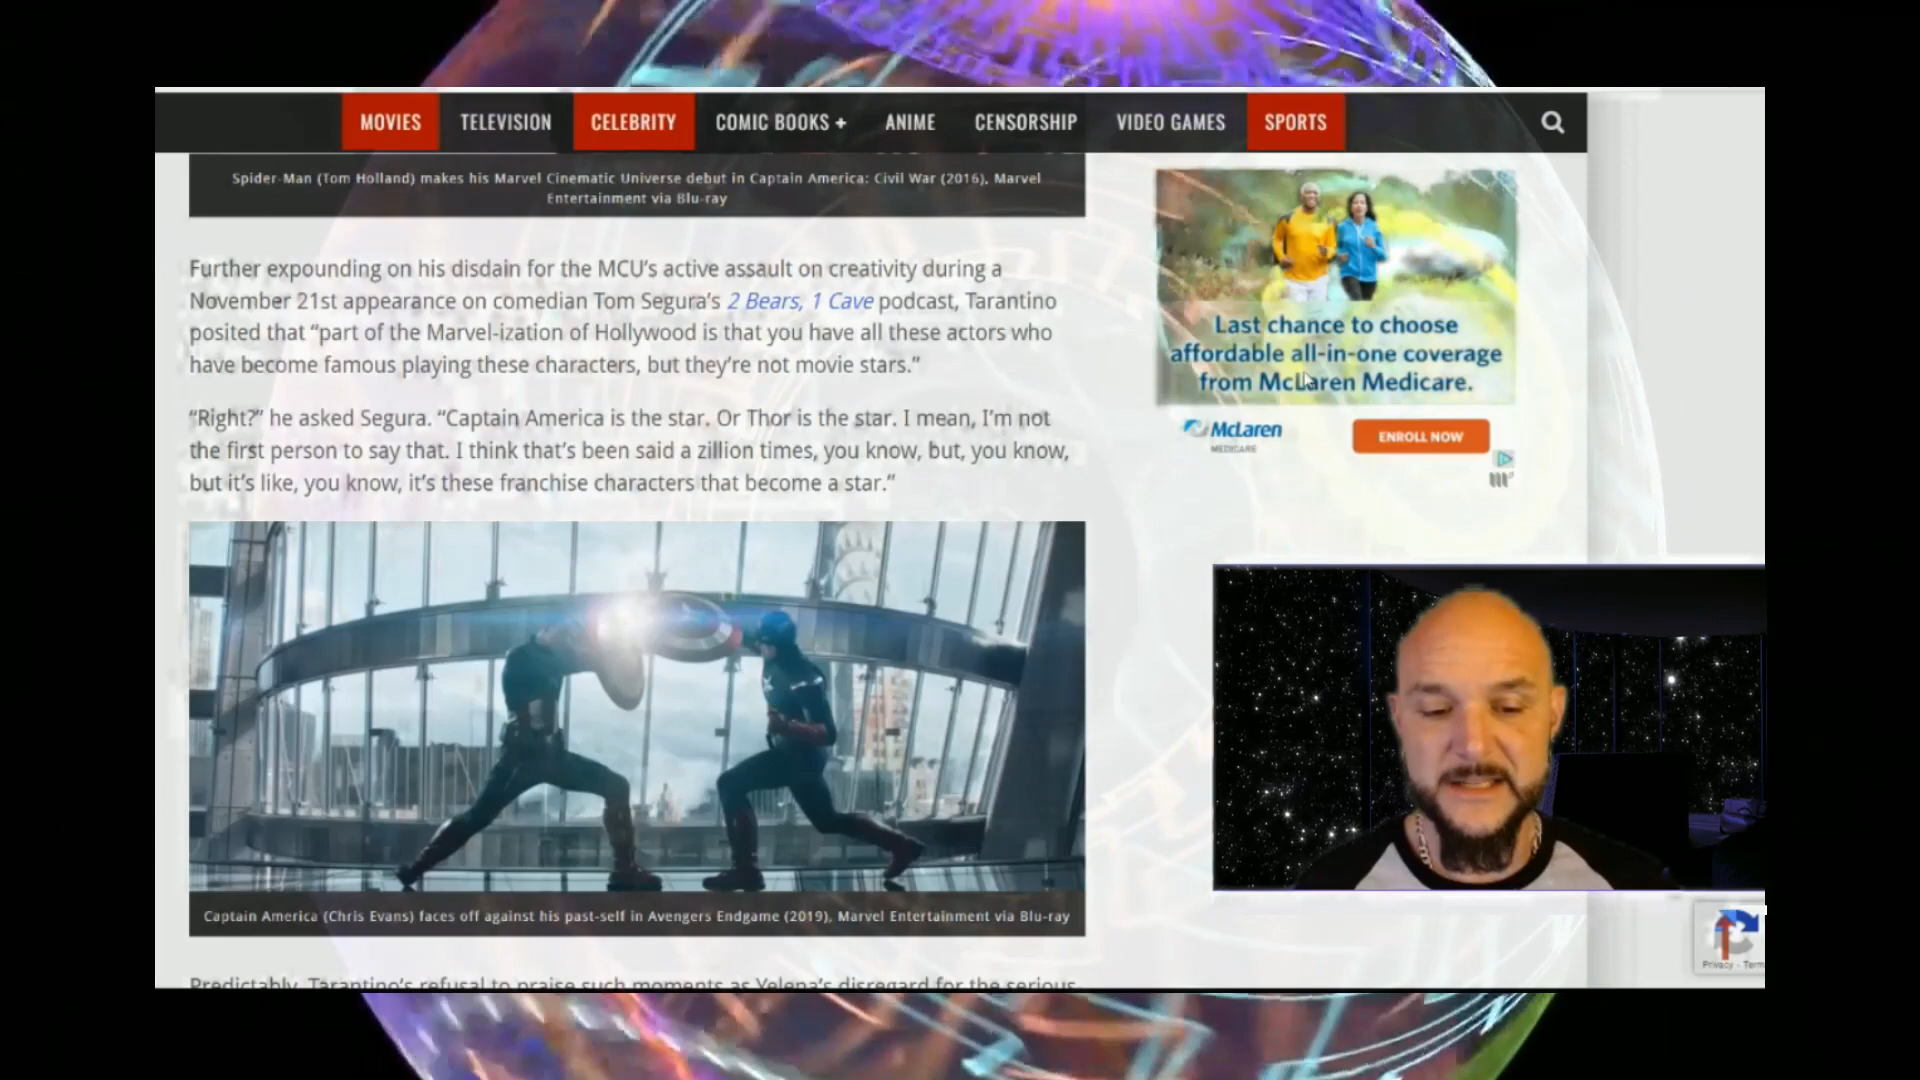 MOVIES TELEVISION CELEBRITY COMIC BOOKS + ANIME CENSORSHIP VIDEO GAMES SPORTS
Spider-Man (Tom Holland) makes his Marvel Cinematic Universe debut in Captain America: Civil War (2016), Marvel
Entertainment via Blu-ray
Further expounding on his disdain for the MCU’s active assault on creativity during a
November 21st appearance on comedian Tom Segura’s 2 Bears, 1 Cave podcast, Tarantino
posited that “part of the Marvel-ization of Hollywood is that you have all these actors who
have become famous playing these characters, but they’re not movie stars.”
“Right?” he asked Segura. “Captain America is the star. Or Thor is the star. I mean, I’m not
the first person to say that. I think that’s been said a zillion times, you know, but, you know,
but it’s like, you know, it’s these franchise characters that become a star.”
Captain America (Chris Evans) faces off against his past-self in Avengers Endgame (2019), Marvel Entertainment via Blu-ray
Predictably, Tarantino’s refusal to praise such moments as Yelena’s disregard for the serious
Last chance to choose
affordable all-in-one coverage
from McLaren Medicare.
McLaren
MEDICARE
ENROLL NOW
Privacy - Term